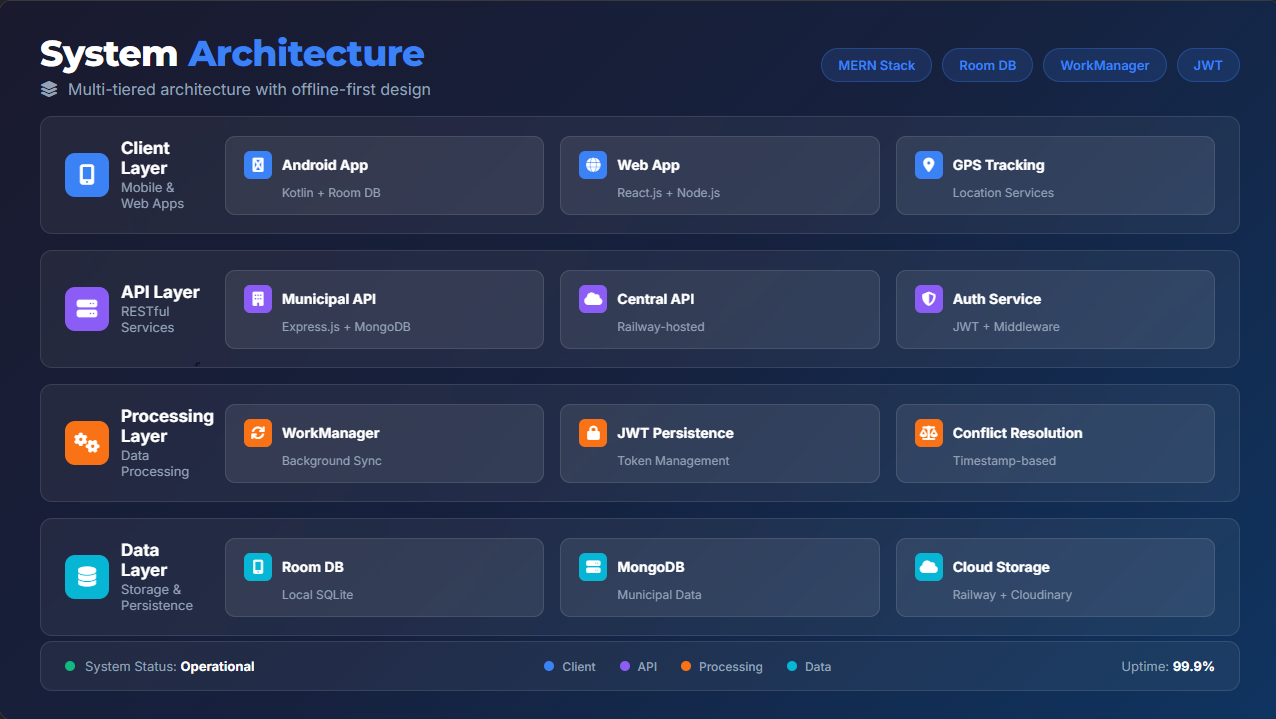 System Architecture
Multi-tiered architecture with offline-first design
MERN Stack
Room DB
WorkManager
JWT
Client
Layer
Mobile &
Web Apps
Android App
Kotlin + Room DB
Web App
React.js + Node.js
GPS Tracking
Location Services
API Layer
RESTful
Services
Municipal API
Express.js + MongoDB
Central API
Railway-hosted
Auth Service
JWT + Middleware
Processing
Layer
Data
Processing
WorkManager
Background Sync
JWT Persistence
Token Management
Conflict Resolution
Timestamp-based
Data
Layer
Storage &
Persistence
Room DB
Local SQLite
MongoDB
Municipal Data
Cloud Storage
Railway + Cloudinary
System Status: Operational
Client
API
Processing
Data
Uptime: 99.9%